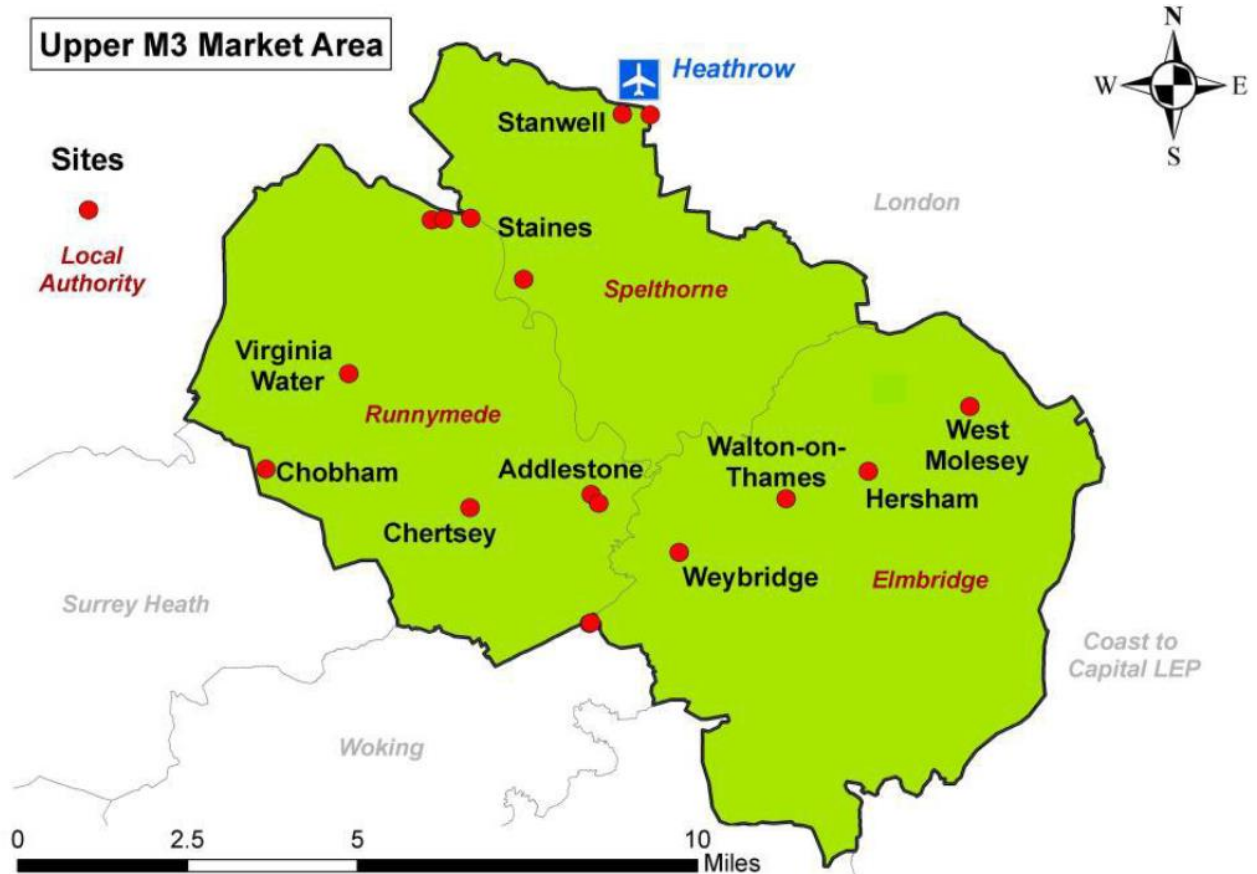 Upper M3 Market Area
N
Heathrow
W
E
Stanwell
S
Sites
London
Staines
Local
Authority
Spelthorne
Virginia
Water
Runnymede
West
Molesey
Walton-on-
Thames
Addlestone
Chobham
Hersham
Chertsey
Weybridge
Elmbridge
Surrey Heath
Coast to
Capital LEP
Woking
0
2.5
5
10
Miles